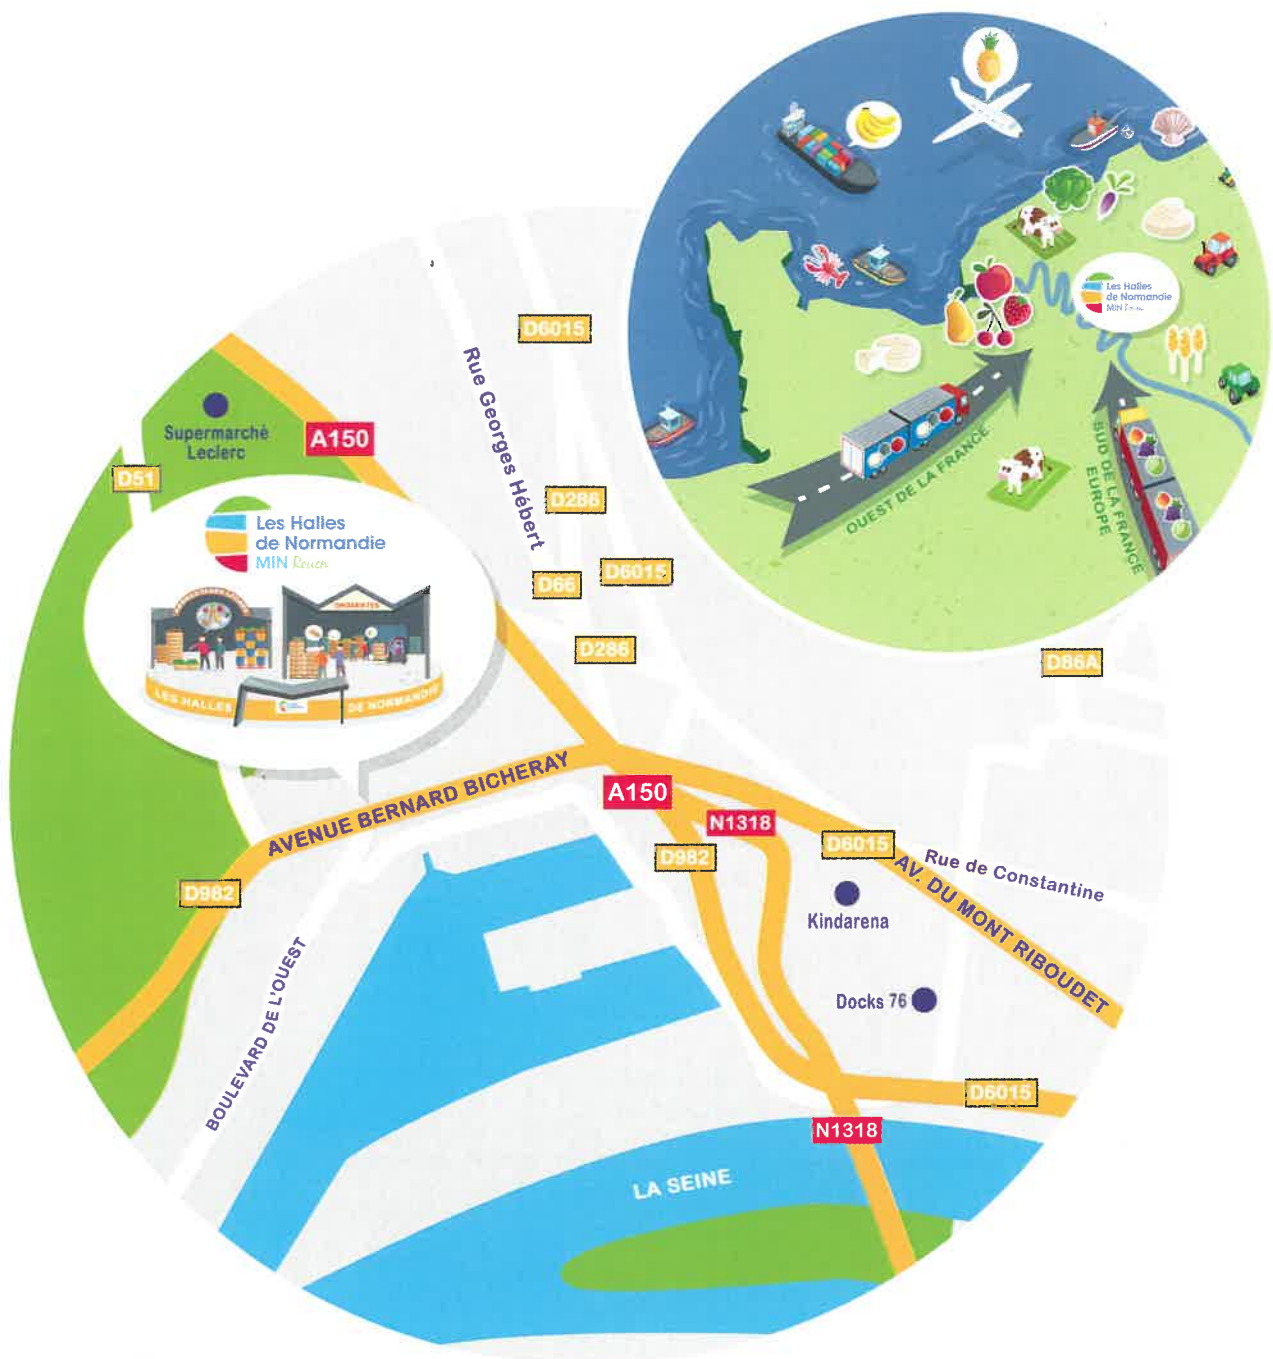 Les Halles
de Normandie
MIN Rouen
OUEST DE LA FRANCE
SUD DE LA FRANCE
EUROPE
D6015
Rue Georges Hébert
Supermarché
Leclerc
A150
D51
D286
Les Halles
de Normandie
MIN Rouen
D66
D6015
D286
D86A
LES HALLES
DE NORMANDIE
AVENUE BERNARD BICHERAY
A150
N1318
D982
D6015
Rue de Constantine
AV. DU MONT RIBOUDET
D982
Kindarena
BOULEVARD DE L'OUEST
Docks 76
D6015
N1318
LA SEINE